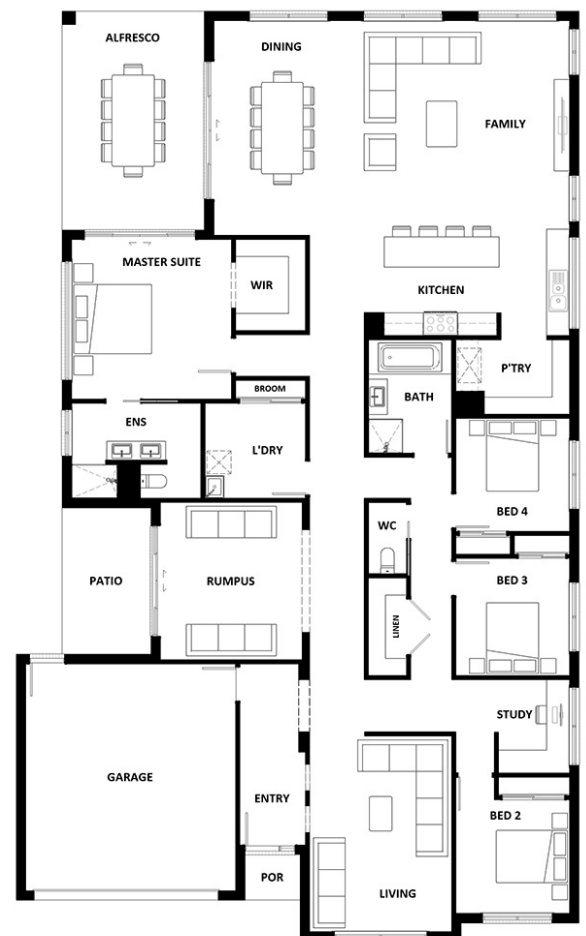 ALFRESCO
DINING
FAMILY
MASTER SUITE
WIR
KITCHEN
BROOM
BATH
P'TRY
ENS
L'DRY
BED 4
WC
PATIO
RUMPUS
BED 3
LINEN
STUDY
GARAGE
ENTRY
BED 2
POR
LIVING